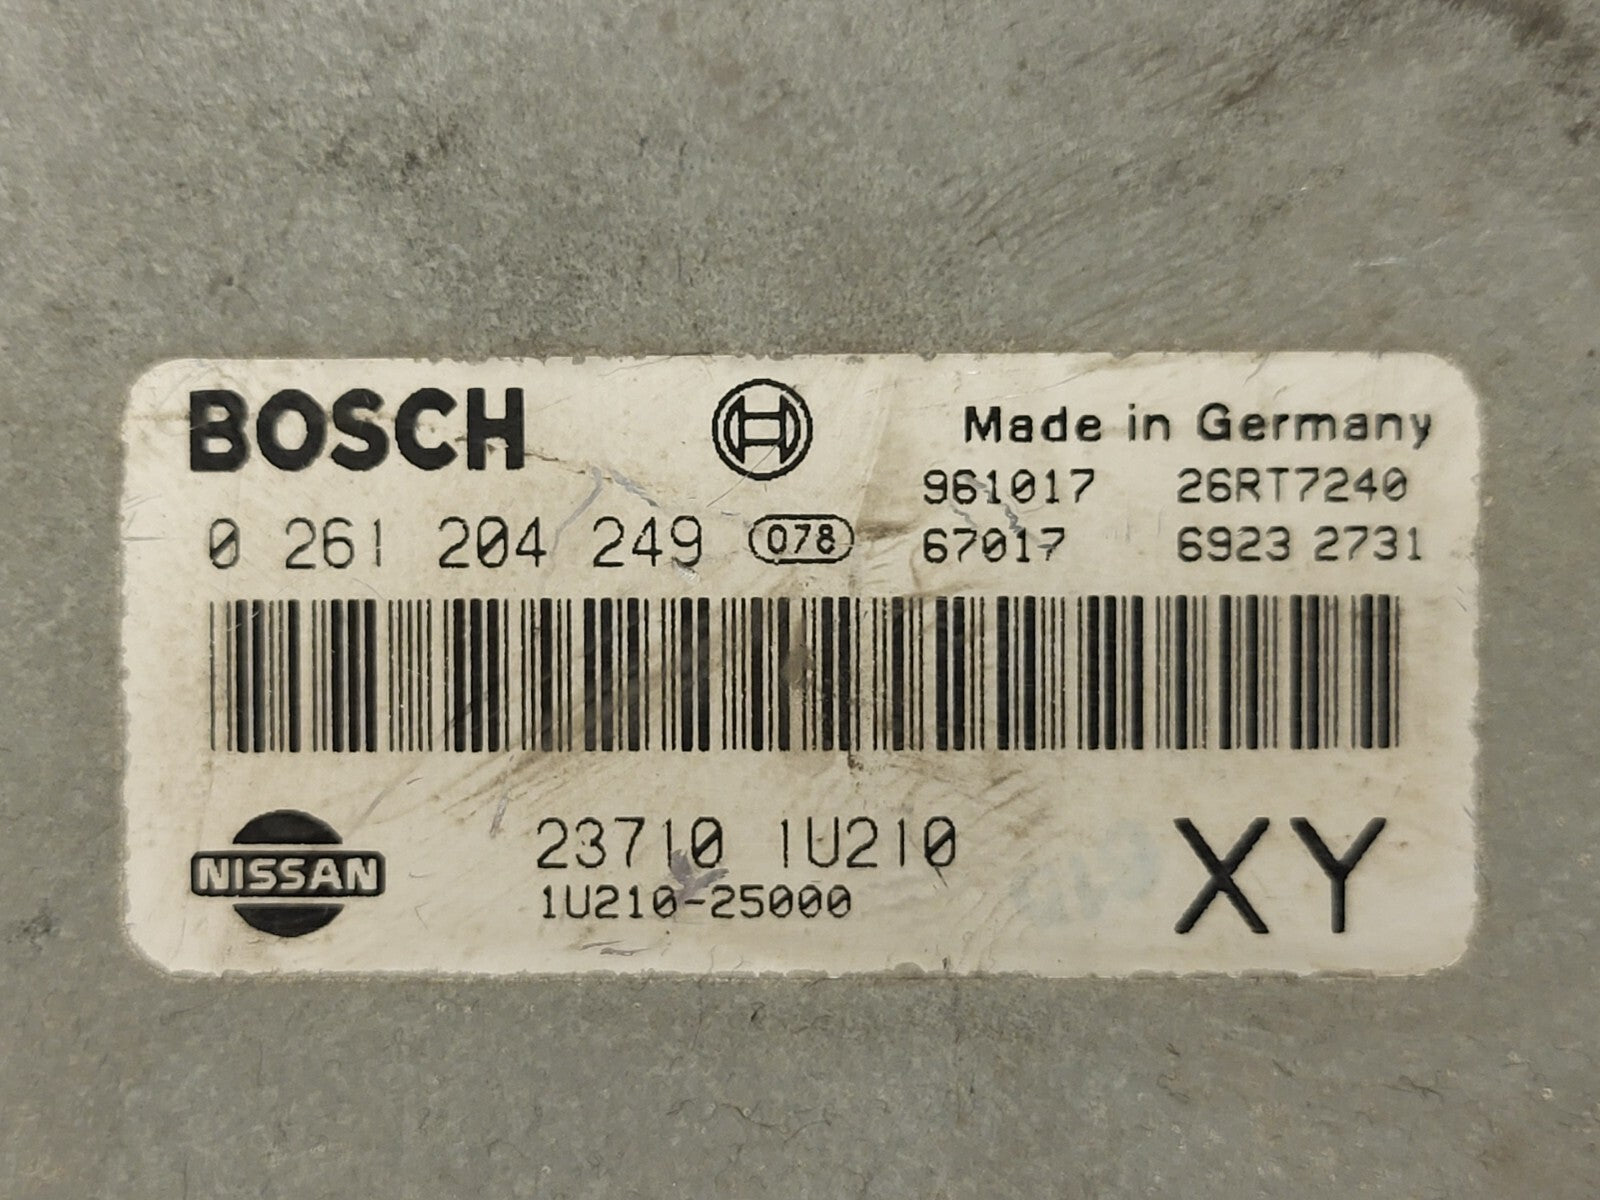 BOSCH
Made in Germany
961017 26RT7240
0 261 204 249 078 67017 6923 2731
NISSAN
23710 1U210
1U210-25000
XY